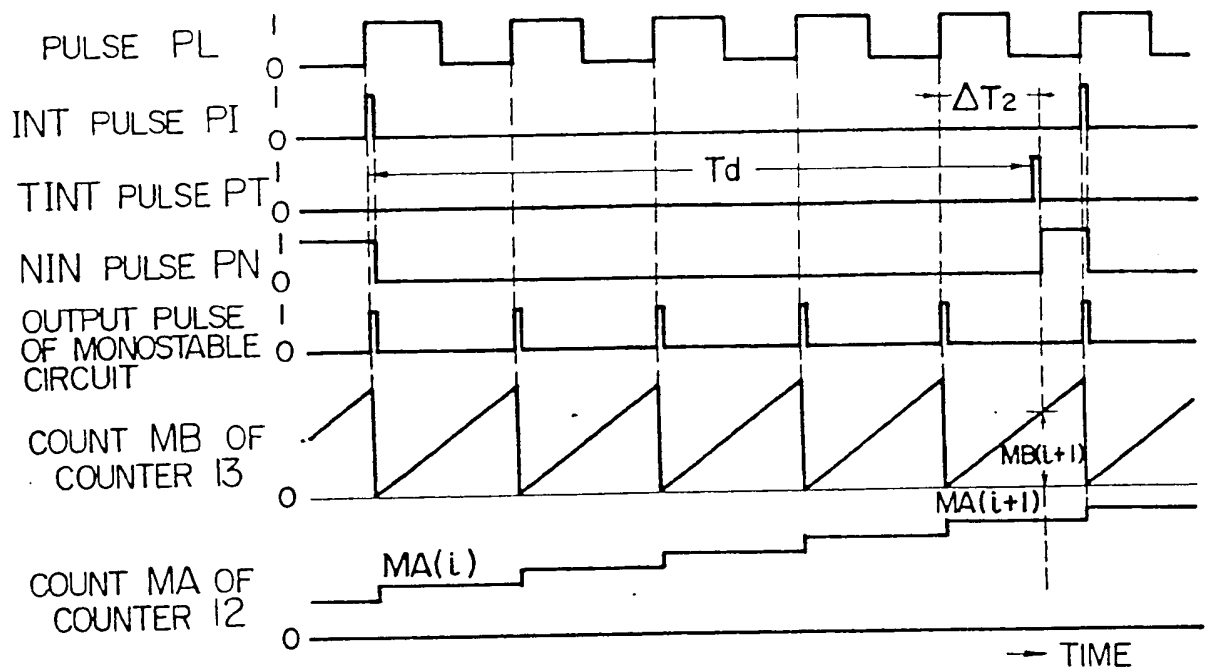 PULSE PL
1
0
INT PULSE PI
1
0
ΔT2
TINT PULSE PT
1
0
Td
NIN PULSE PN
1
0
OUTPUT PULSE
OF MONOSTABLE
CIRCUIT
1
0
COUNT MB OF
COUNTER 13
0
MB(i+1)
MA(i+1)
MA(i)
COUNT MA OF
COUNTER 12
0
→ TIME